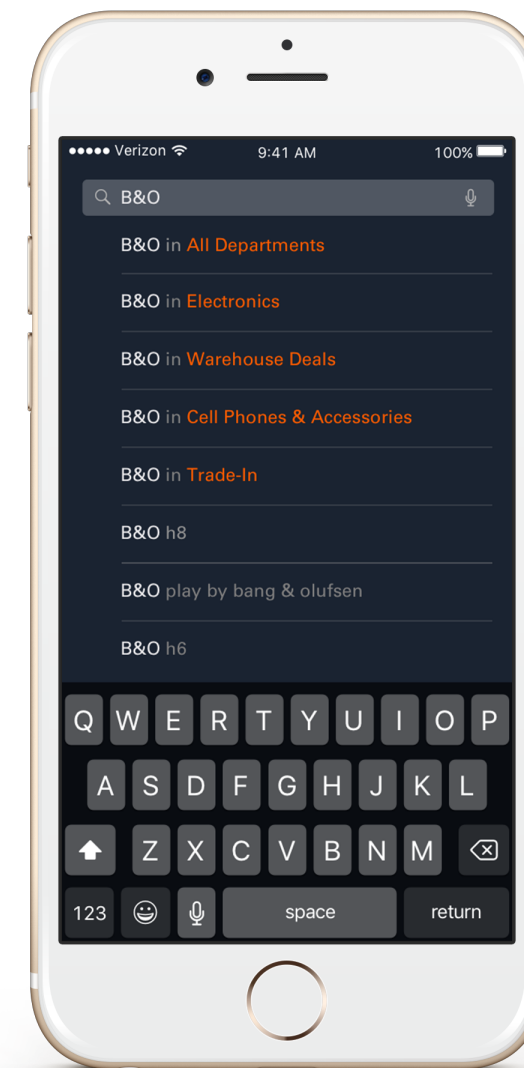 Verizon 9:41 AM 100%
B&O
B&O in All Departments
B&O in Electronics
B&O in Warehouse Deals
B&O in Cell Phones & Accessories
B&O in Trade-In
B&O h8
B&O play by bang & olufsen
B&O h6
Q W E R T Y U I O P
A S D F G H J K L
Z X C V B N M
123 space return